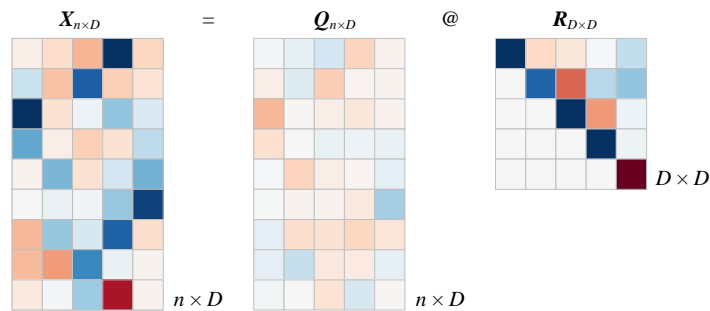 X_{n×D} = Q_{n×D} @ R_{D×D}
D × D
n × D n × D